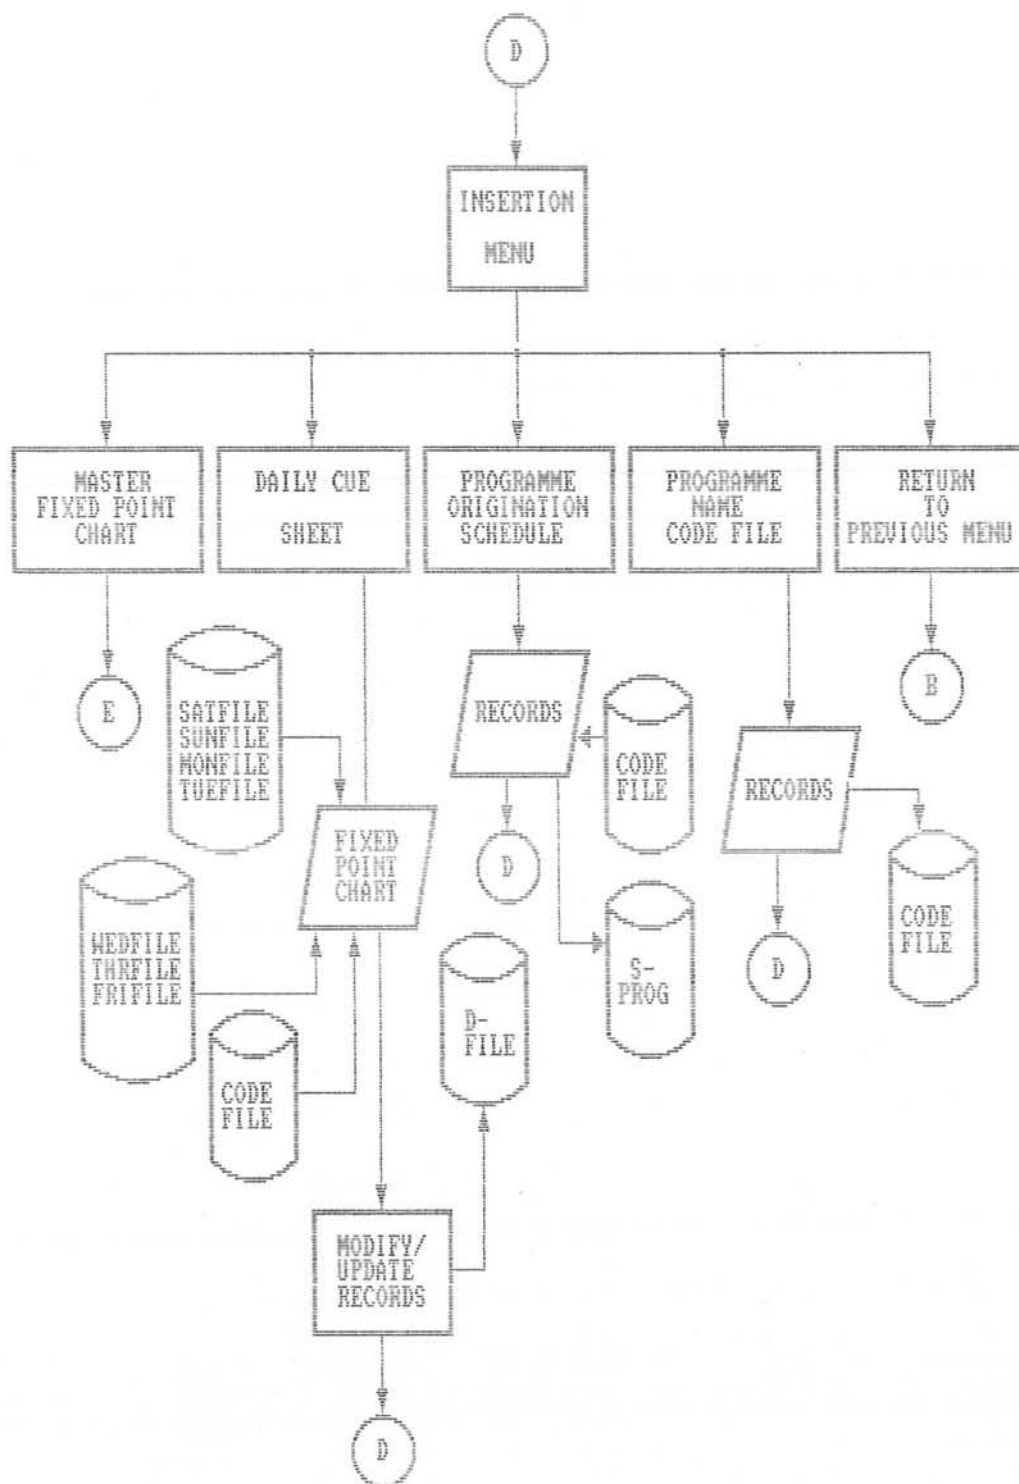 D
INSERTION
MENU
MASTER
FIXED POINT
CHART
DAILY CUE
SHEET
PROGRAMME
ORIGINATION
SCHEDULE
PROGRAMME
NAME
CODE FILE
RETURN
TO
PREVIOUS MENU
E
SATFILE
SUNFILE
MONFILE
TUEFILE
RECORDS
CODE
FILE
B
RECORDS
FIXED
POINT
CHART
D
CODE
FILE
WEDFILE
THRFILE
FRIFILE
D-
FILE
S-
PROG
D
CODE
FILE
MODIFY/
UPDATE
RECORDS
D